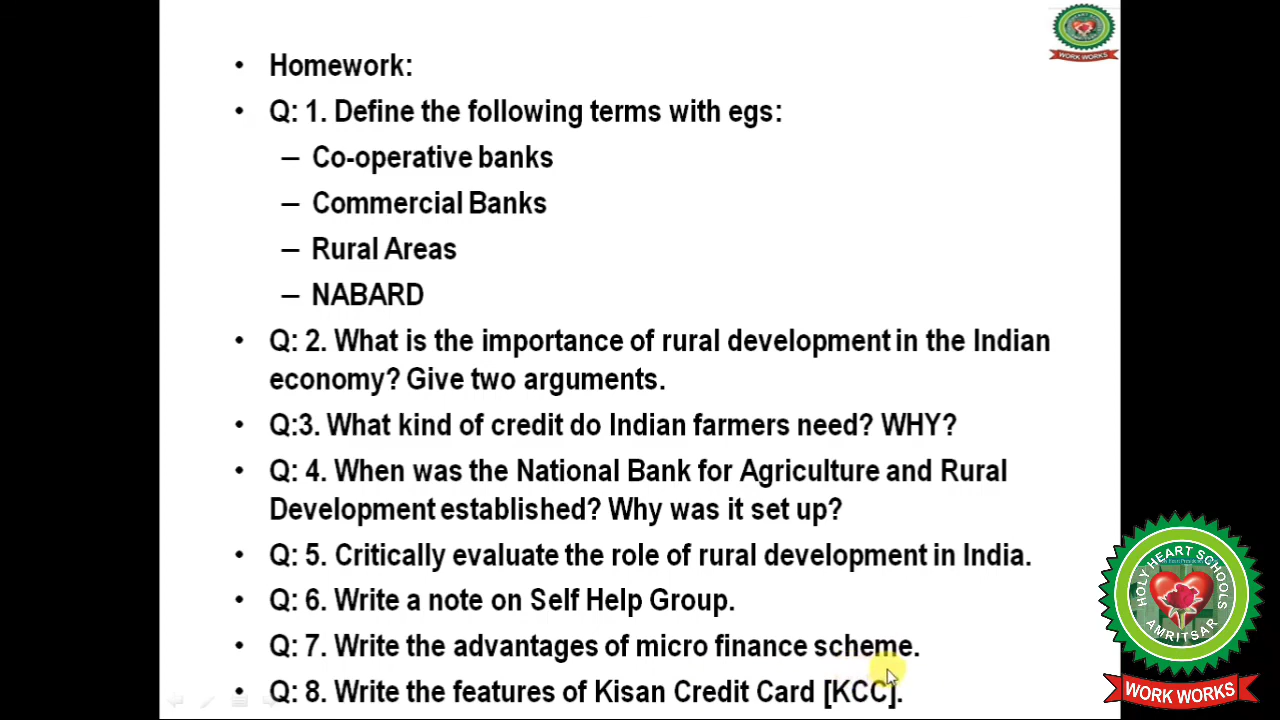 WORK WORKS
• Homework:
• Q: 1. Define the following terms with egs:
– Co-operative banks
– Commercial Banks
– Rural Areas
– NABARD
• Q: 2. What is the importance of rural development in the Indian
economy? Give two arguments.
• Q:3. What kind of credit do Indian farmers need? WHY?
• Q: 4. When was the National Bank for Agriculture and Rural
Development established? Why was it set up?
• Q: 5. Critically evaluate the role of rural development in India.
• Q: 6. Write a note on Self Help Group.
• Q: 7. Write the advantages of micro finance scheme.
• Q: 8. Write the features of Kisan Credit Card [KCC].
HOLY HEART SCHOOLS
AMRITSAR
WORK WORKS